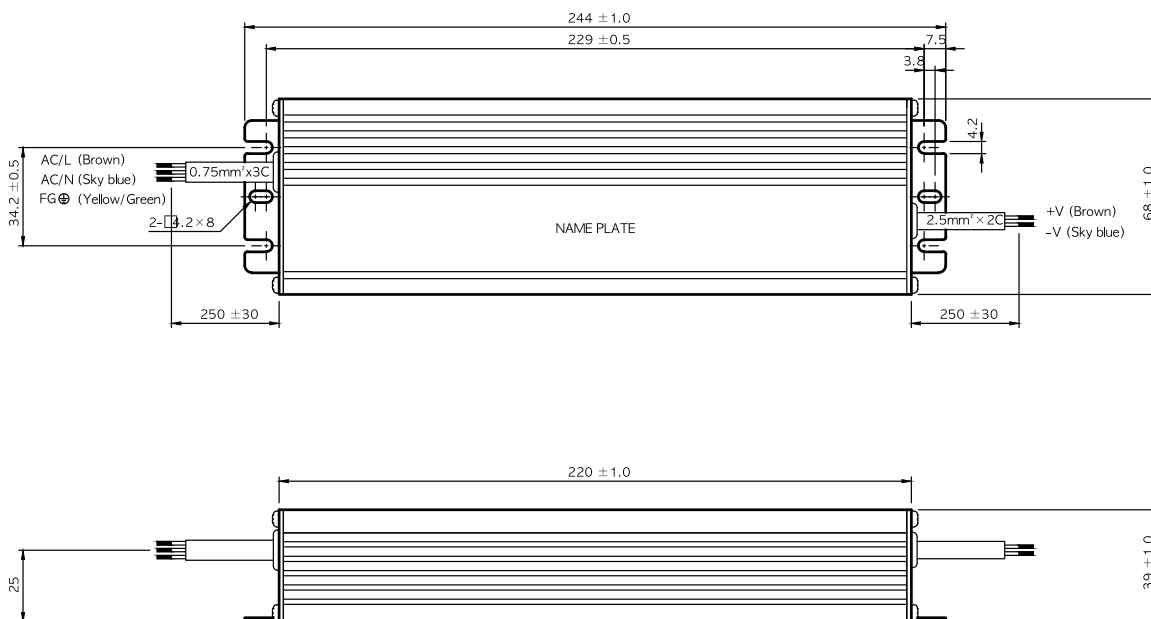 244 ±1.0
229 ±0.5
7.5
3.8
4.2
34.2 ±0.5
AC/L (Brown)
AC/N (Sky blue)
FG⏚ (Yellow/Green)
0.75mm²x3C
2-□4.2×8
NAME PLATE
2.5mm²×2C
+V (Brown)
-V (Sky blue)
68 ±1.0
250 ±30
250 ±30
220 ±1.0
25
39 ±1.0